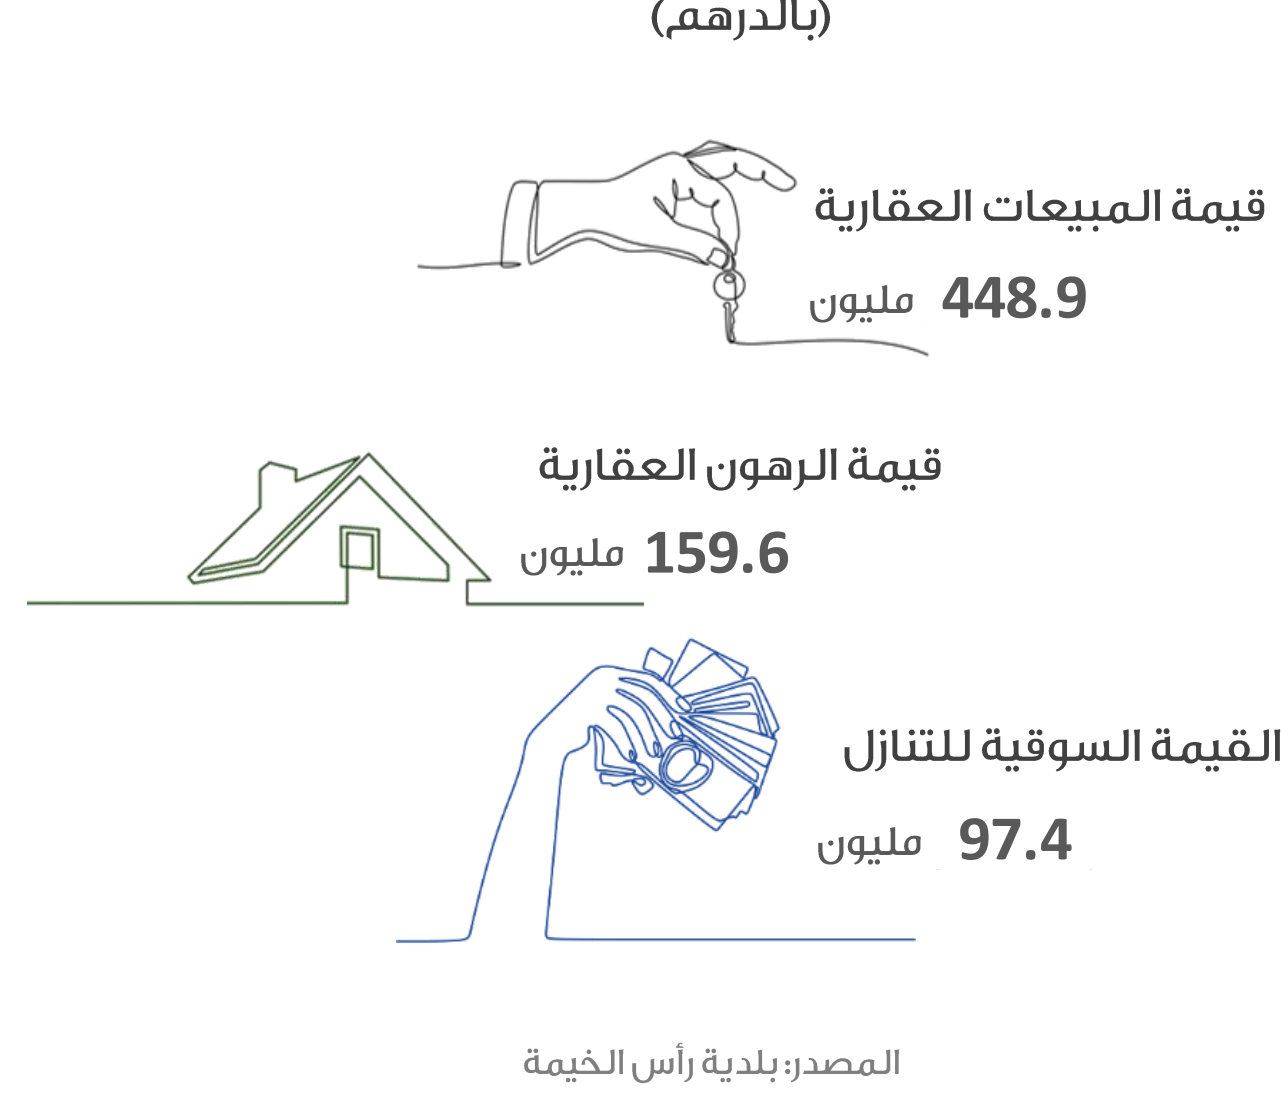 (بالدرهم)
قيمة المبيعات العقارية
448.9 مليون
قيمة الرهون العقارية
159.6 مليون
القيمة السوقية للتنازل
97.4 مليون
المصدر: بلدية رأس الخيمة